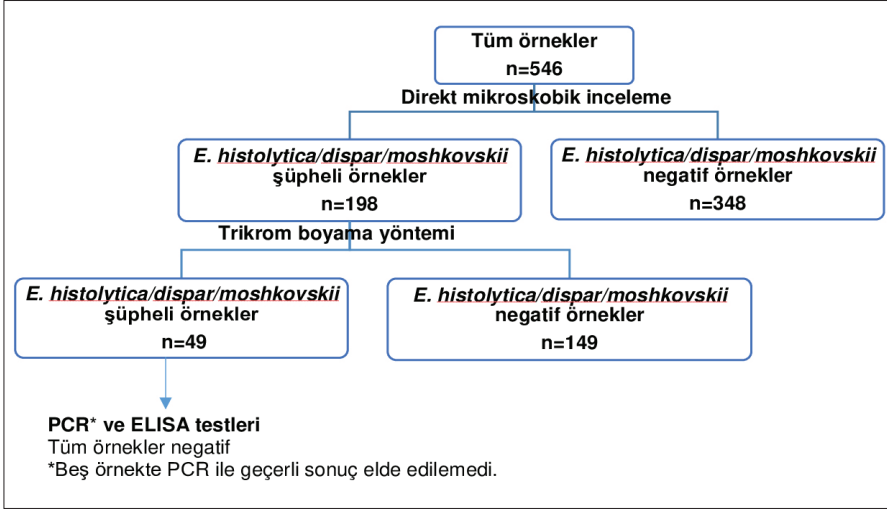 Tüm örnekler
n=546
Direkt mikroskobik inceleme
E. histolytica/dispar/moshkovskii
şüpheli örnekler
n=198
E. histolytica/dispar/moshkovskii
negatif örnekler
n=348
Trikrom boyama yöntemi
E. histolytica/dispar/moshkovskii
şüpheli örnekler
n=49
E. histolytica/dispar/moshkovskii
negatif örnekler
n=149
PCR* ve ELISA testleri
Tüm örnekler negatif
*Beş örnekte PCR ile geçerli sonuç elde edilemedi.